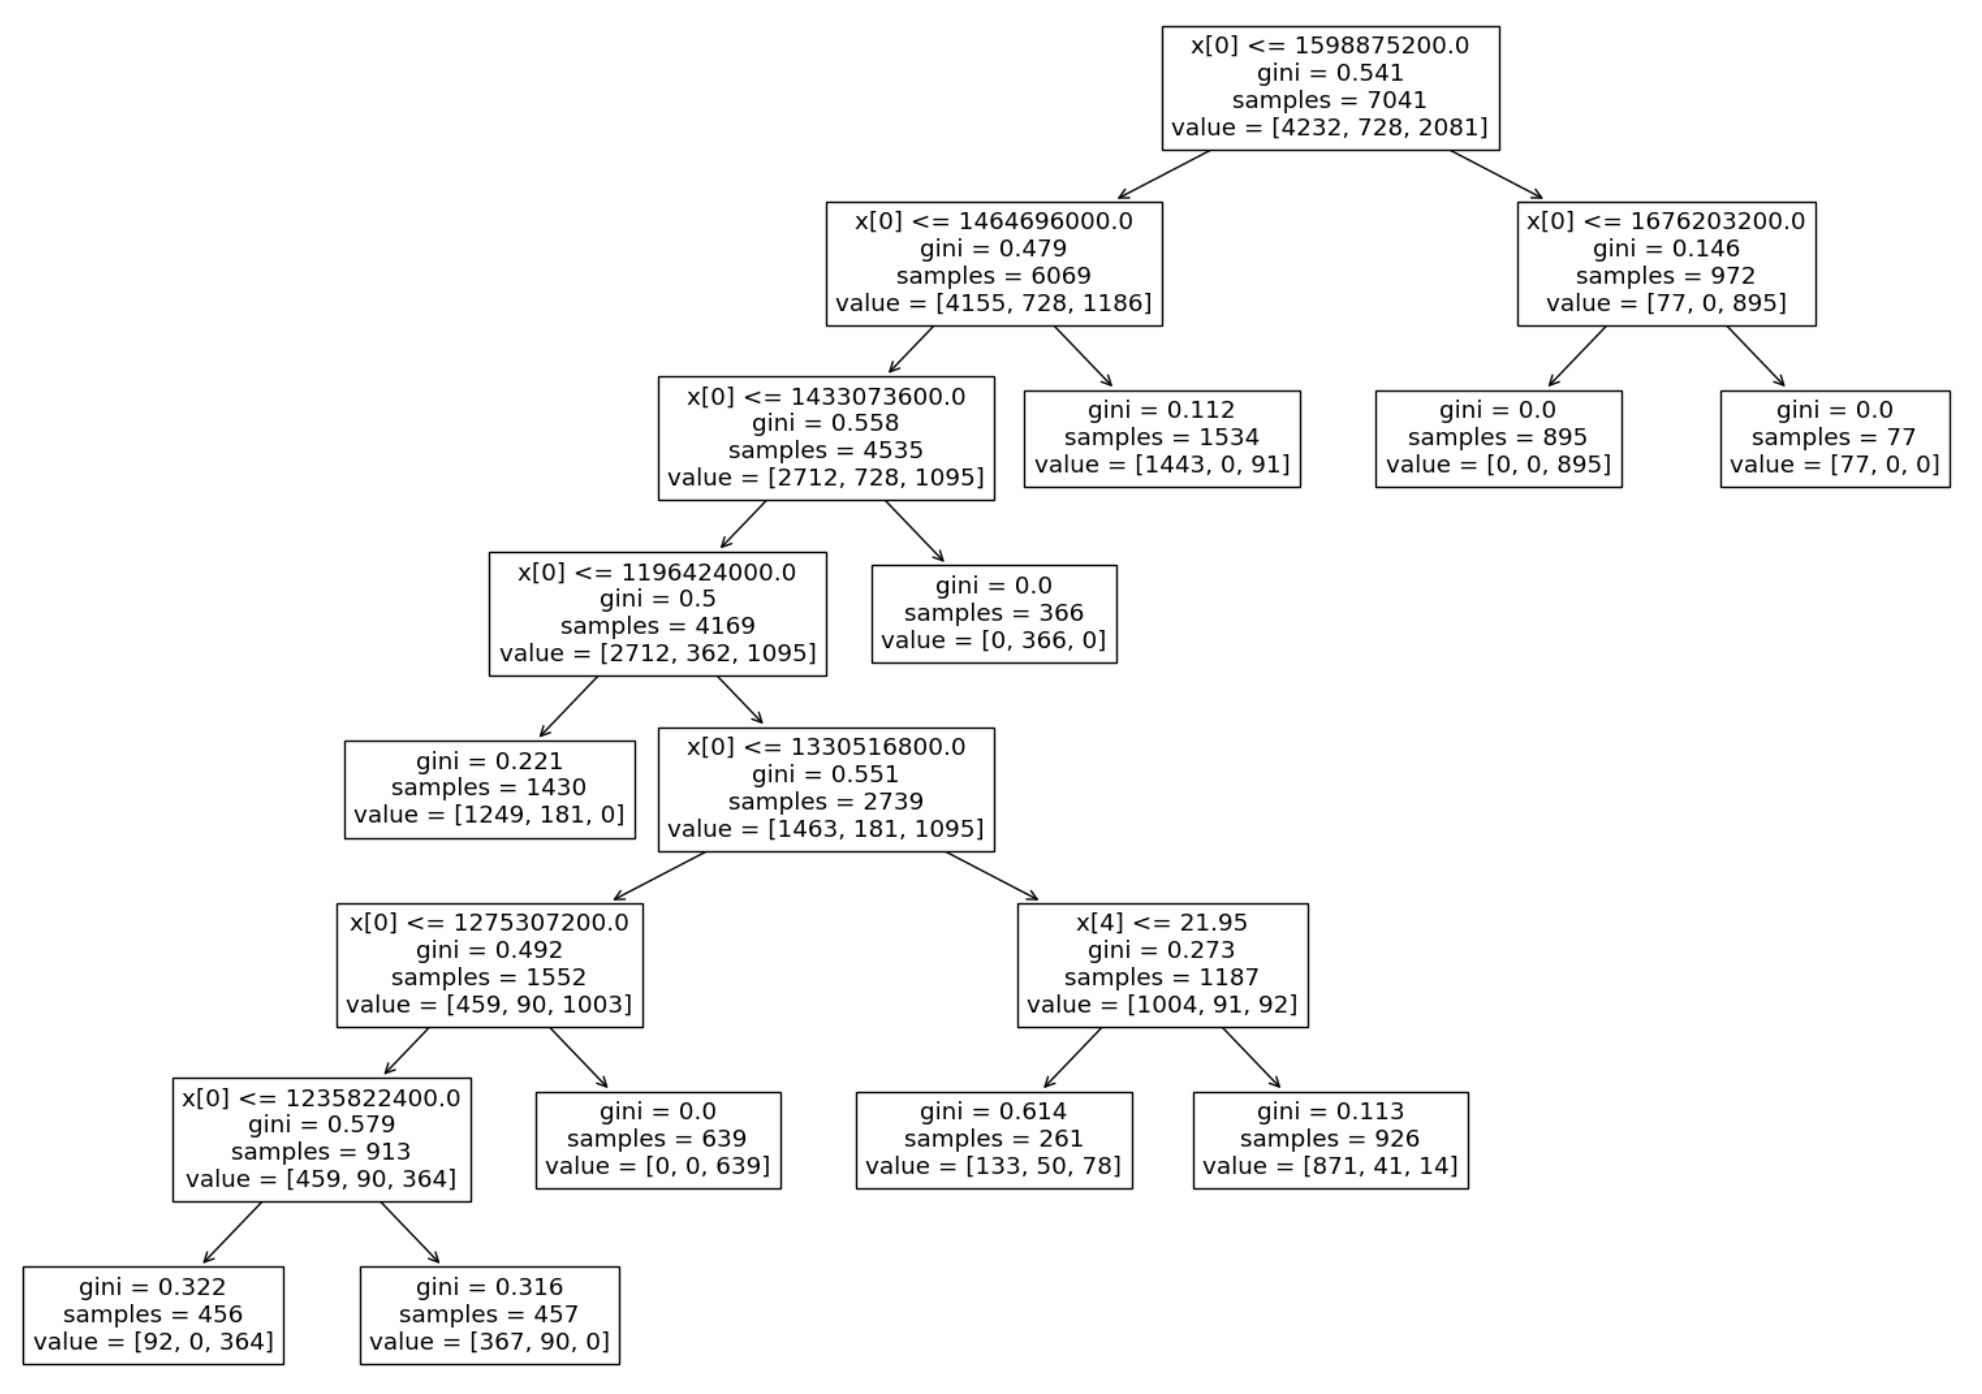 x[0] <= 1598875200.0
gini = 0.541
samples = 7041
value = [4232, 728, 2081]
x[0] <= 1464696000.0
gini = 0.479
samples = 6069
value = [4155, 728, 1186]
x[0] <= 1676203200.0
gini = 0.146
samples = 972
value = [77, 0, 895]
x[0] <= 1433073600.0
gini = 0.558
samples = 4535
value = [2712, 728, 1095]
gini = 0.112
samples = 1534
value = [1443, 0, 91]
gini = 0.0
samples = 895
value = [0, 0, 895]
gini = 0.0
samples = 77
value = [77, 0, 0]
x[0] <= 1196424000.0
gini = 0.5
samples = 4169
value = [2712, 362, 1095]
gini = 0.0
samples = 366
value = [0, 366, 0]
gini = 0.221
samples = 1430
value = [1249, 181, 0]
x[0] <= 1330516800.0
gini = 0.551
samples = 2739
value = [1463, 181, 1095]
x[0] <= 1275307200.0
gini = 0.492
samples = 1552
value = [459, 90, 1003]
x[4] <= 21.95
gini = 0.273
samples = 1187
value = [1004, 91, 92]
x[0] <= 1235822400.0
gini = 0.579
samples = 913
value = [459, 90, 364]
gini = 0.0
samples = 639
value = [0, 0, 639]
gini = 0.614
samples = 261
value = [133, 50, 78]
gini = 0.113
samples = 926
value = [871, 41, 14]
gini = 0.322
samples = 456
value = [92, 0, 364]
gini = 0.316
samples = 457
value = [367, 90, 0]